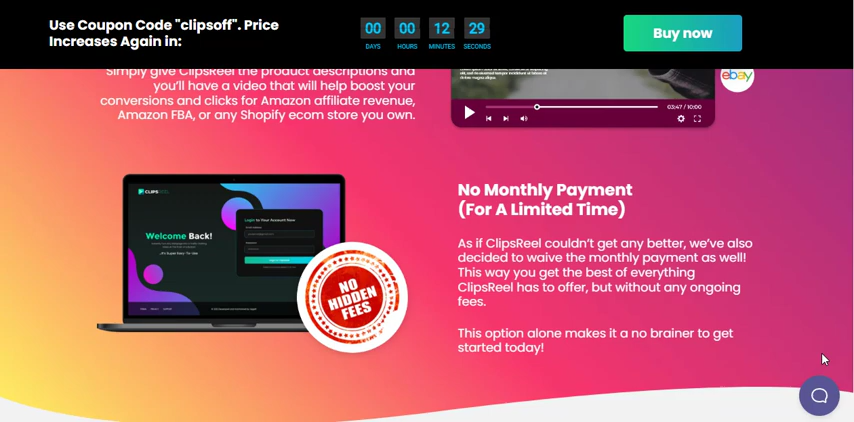 Use Coupon Code "clipsoff". Price
Increases Again in:
00 00 12 29
DAYS HOURS MINUTES SECONDS
Buy now
Simply give ClipsReel the product descriptions and
you'll have a video that will help boost your
conversions and clicks for Amazon affiliate revenue,
Amazon FBA, or any Shopify ecom store you own.
ebay
03:47 / 10:00
CLIPS
Welcome Back!
Login to Your Account Now
NO
HIDDEN
FEES
No Monthly Payment
(For A Limited Time)
As if ClipsReel couldn't get any better, we've also
decided to waive the monthly payment as well!
This way you get the best of everything
ClipsReel has to offer, but without any ongoing
fees.
This option alone makes it a no brainer to get
started today!